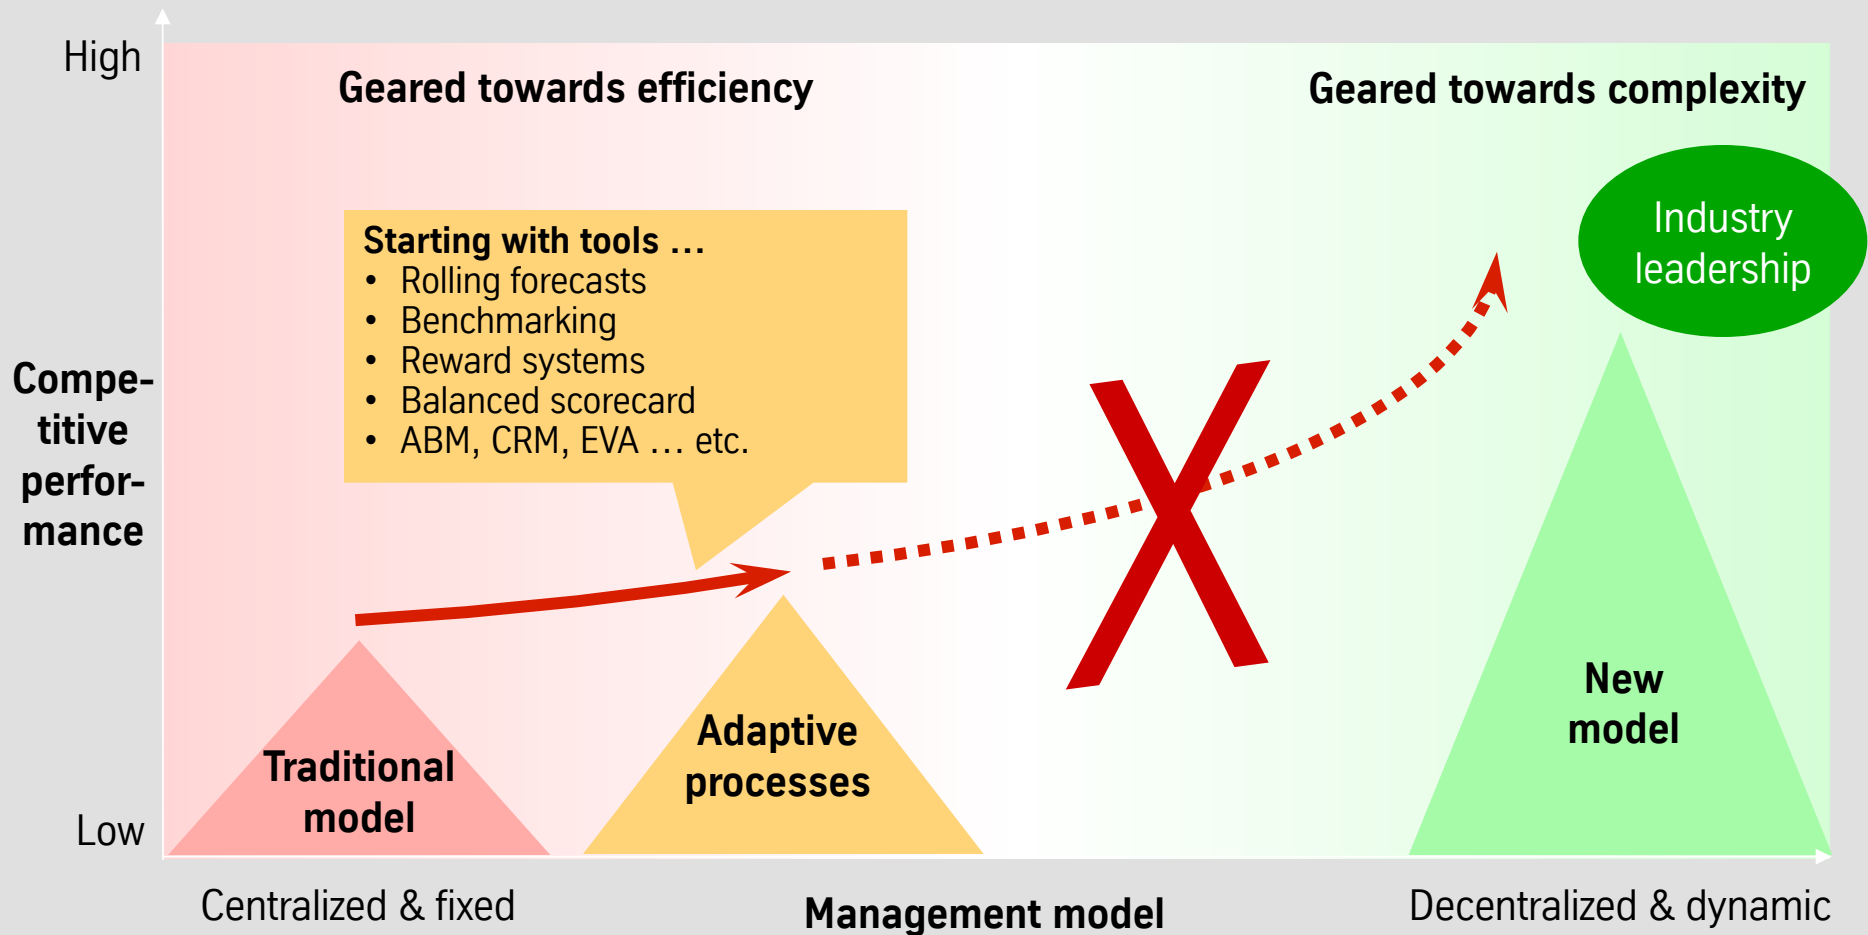 High
Geared towards efficiency
Geared towards complexity
Industry
leadership
Starting with tools …
• Rolling forecasts
• Benchmarking
• Reward systems
• Balanced scorecard
• ABM, CRM, EVA … etc.
Compe-
titive
perfor-
mance
New
model
Adaptive
processes
Traditional
model
Low
Centralized & fixed
Management model
Decentralized & dynamic